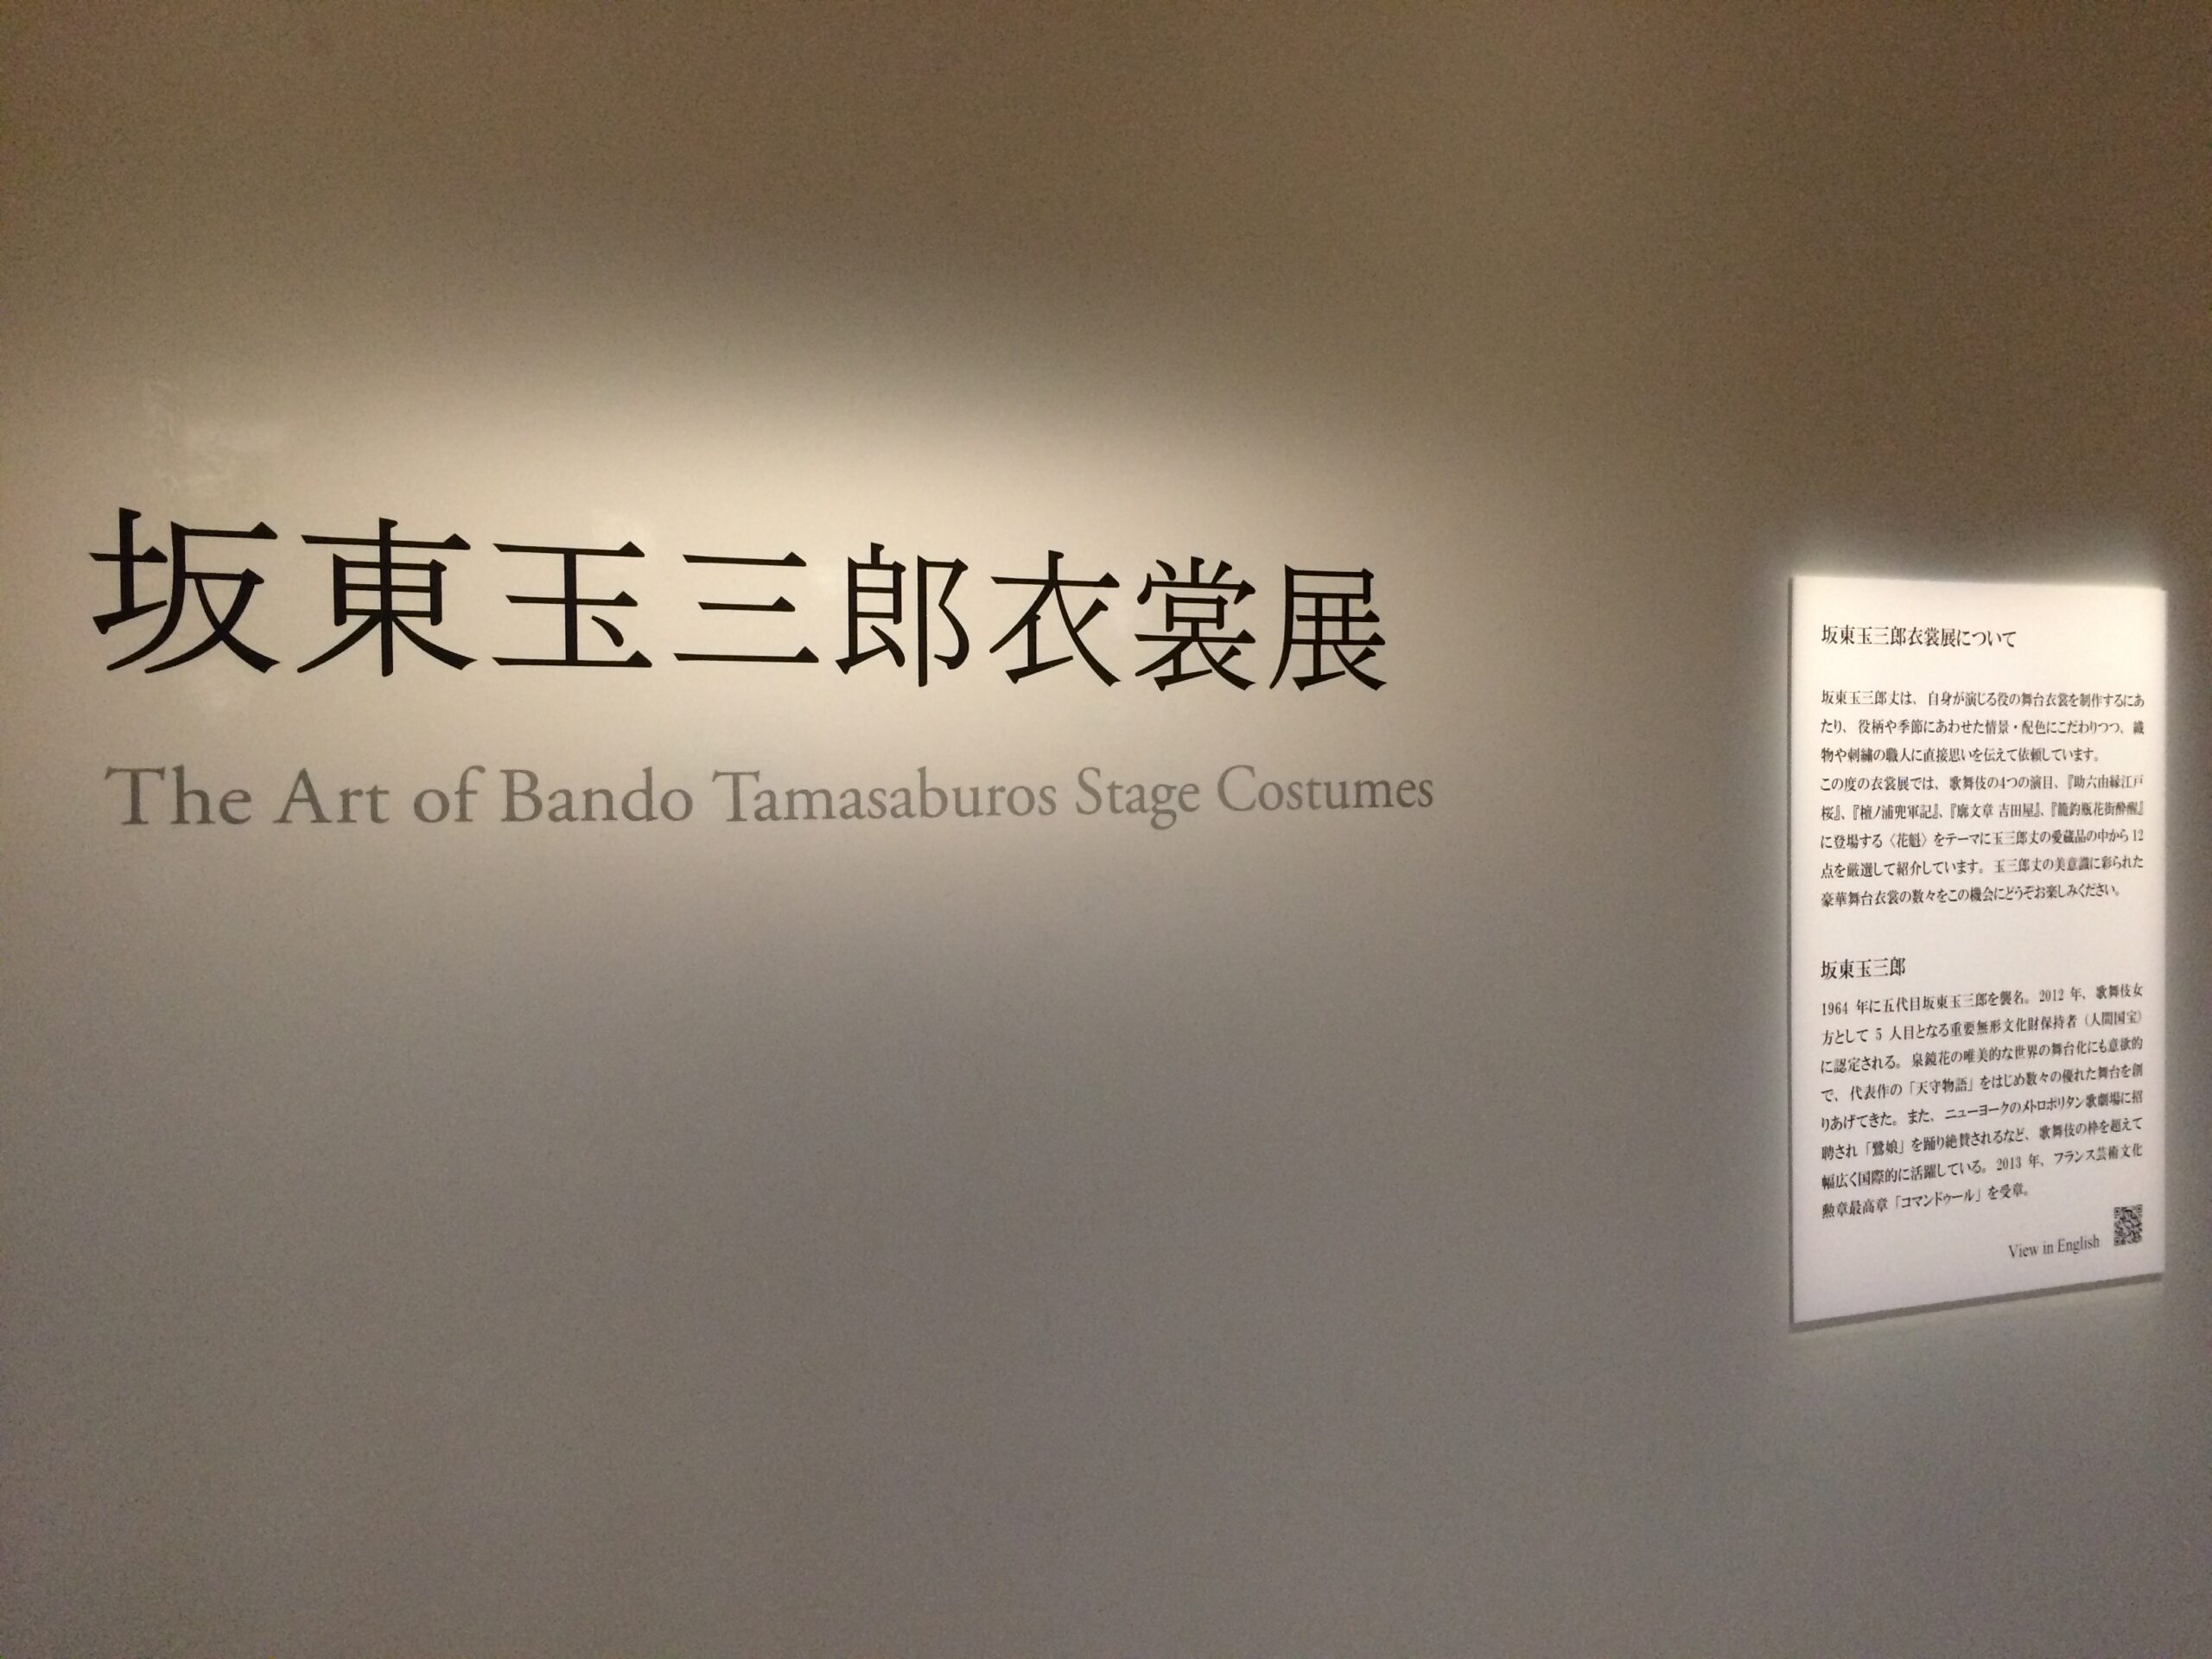 坂東玉三郎衣裳展
The Art of Bando Tamasaburos Stage Costumes
坂東玉三郎衣裳展について
坂東玉三郎丈は、自身が演じる役の舞台衣裳を制作するにあ
たり、役柄や季節にあわせた情景・配色にこだわりつつ、織
物や刺繍の職人に直接思いを伝えて依頼しています。
この度の衣裳展では、歌舞伎の4つの演目、『助六由縁江戸
桜』、『檀ノ浦兜軍記』、『廓文章 吉田屋』、『籠釣瓶花街酔醒』
に登場する〈花魁〉をテーマに玉三郎丈の愛蔵品の中から12
点を厳選して紹介しています。玉三郎丈の美意識に彩られた
豪華舞台衣裳の数々をこの機会にどうぞお楽しみください。
坂東玉三郎
1964 年に五代目坂東玉三郎を襲名。2012 年、歌舞伎女
方として 5 人目となる重要無形文化財保持者（人間国宝）
に認定される。泉鏡花の唯美的な世界の舞台化にも意欲的
で、代表作の「天守物語」をはじめ数々の優れた舞台を創
りあげてきた。また、ニューヨークのメトロポリタン歌劇場に招
聘され「鷺娘」を踊り絶賛されるなど、歌舞伎の枠を超えて
幅広く国際的に活躍している。2013 年、フランス芸術文化
勲章最高章「コマンドゥール」を受章。
View in English